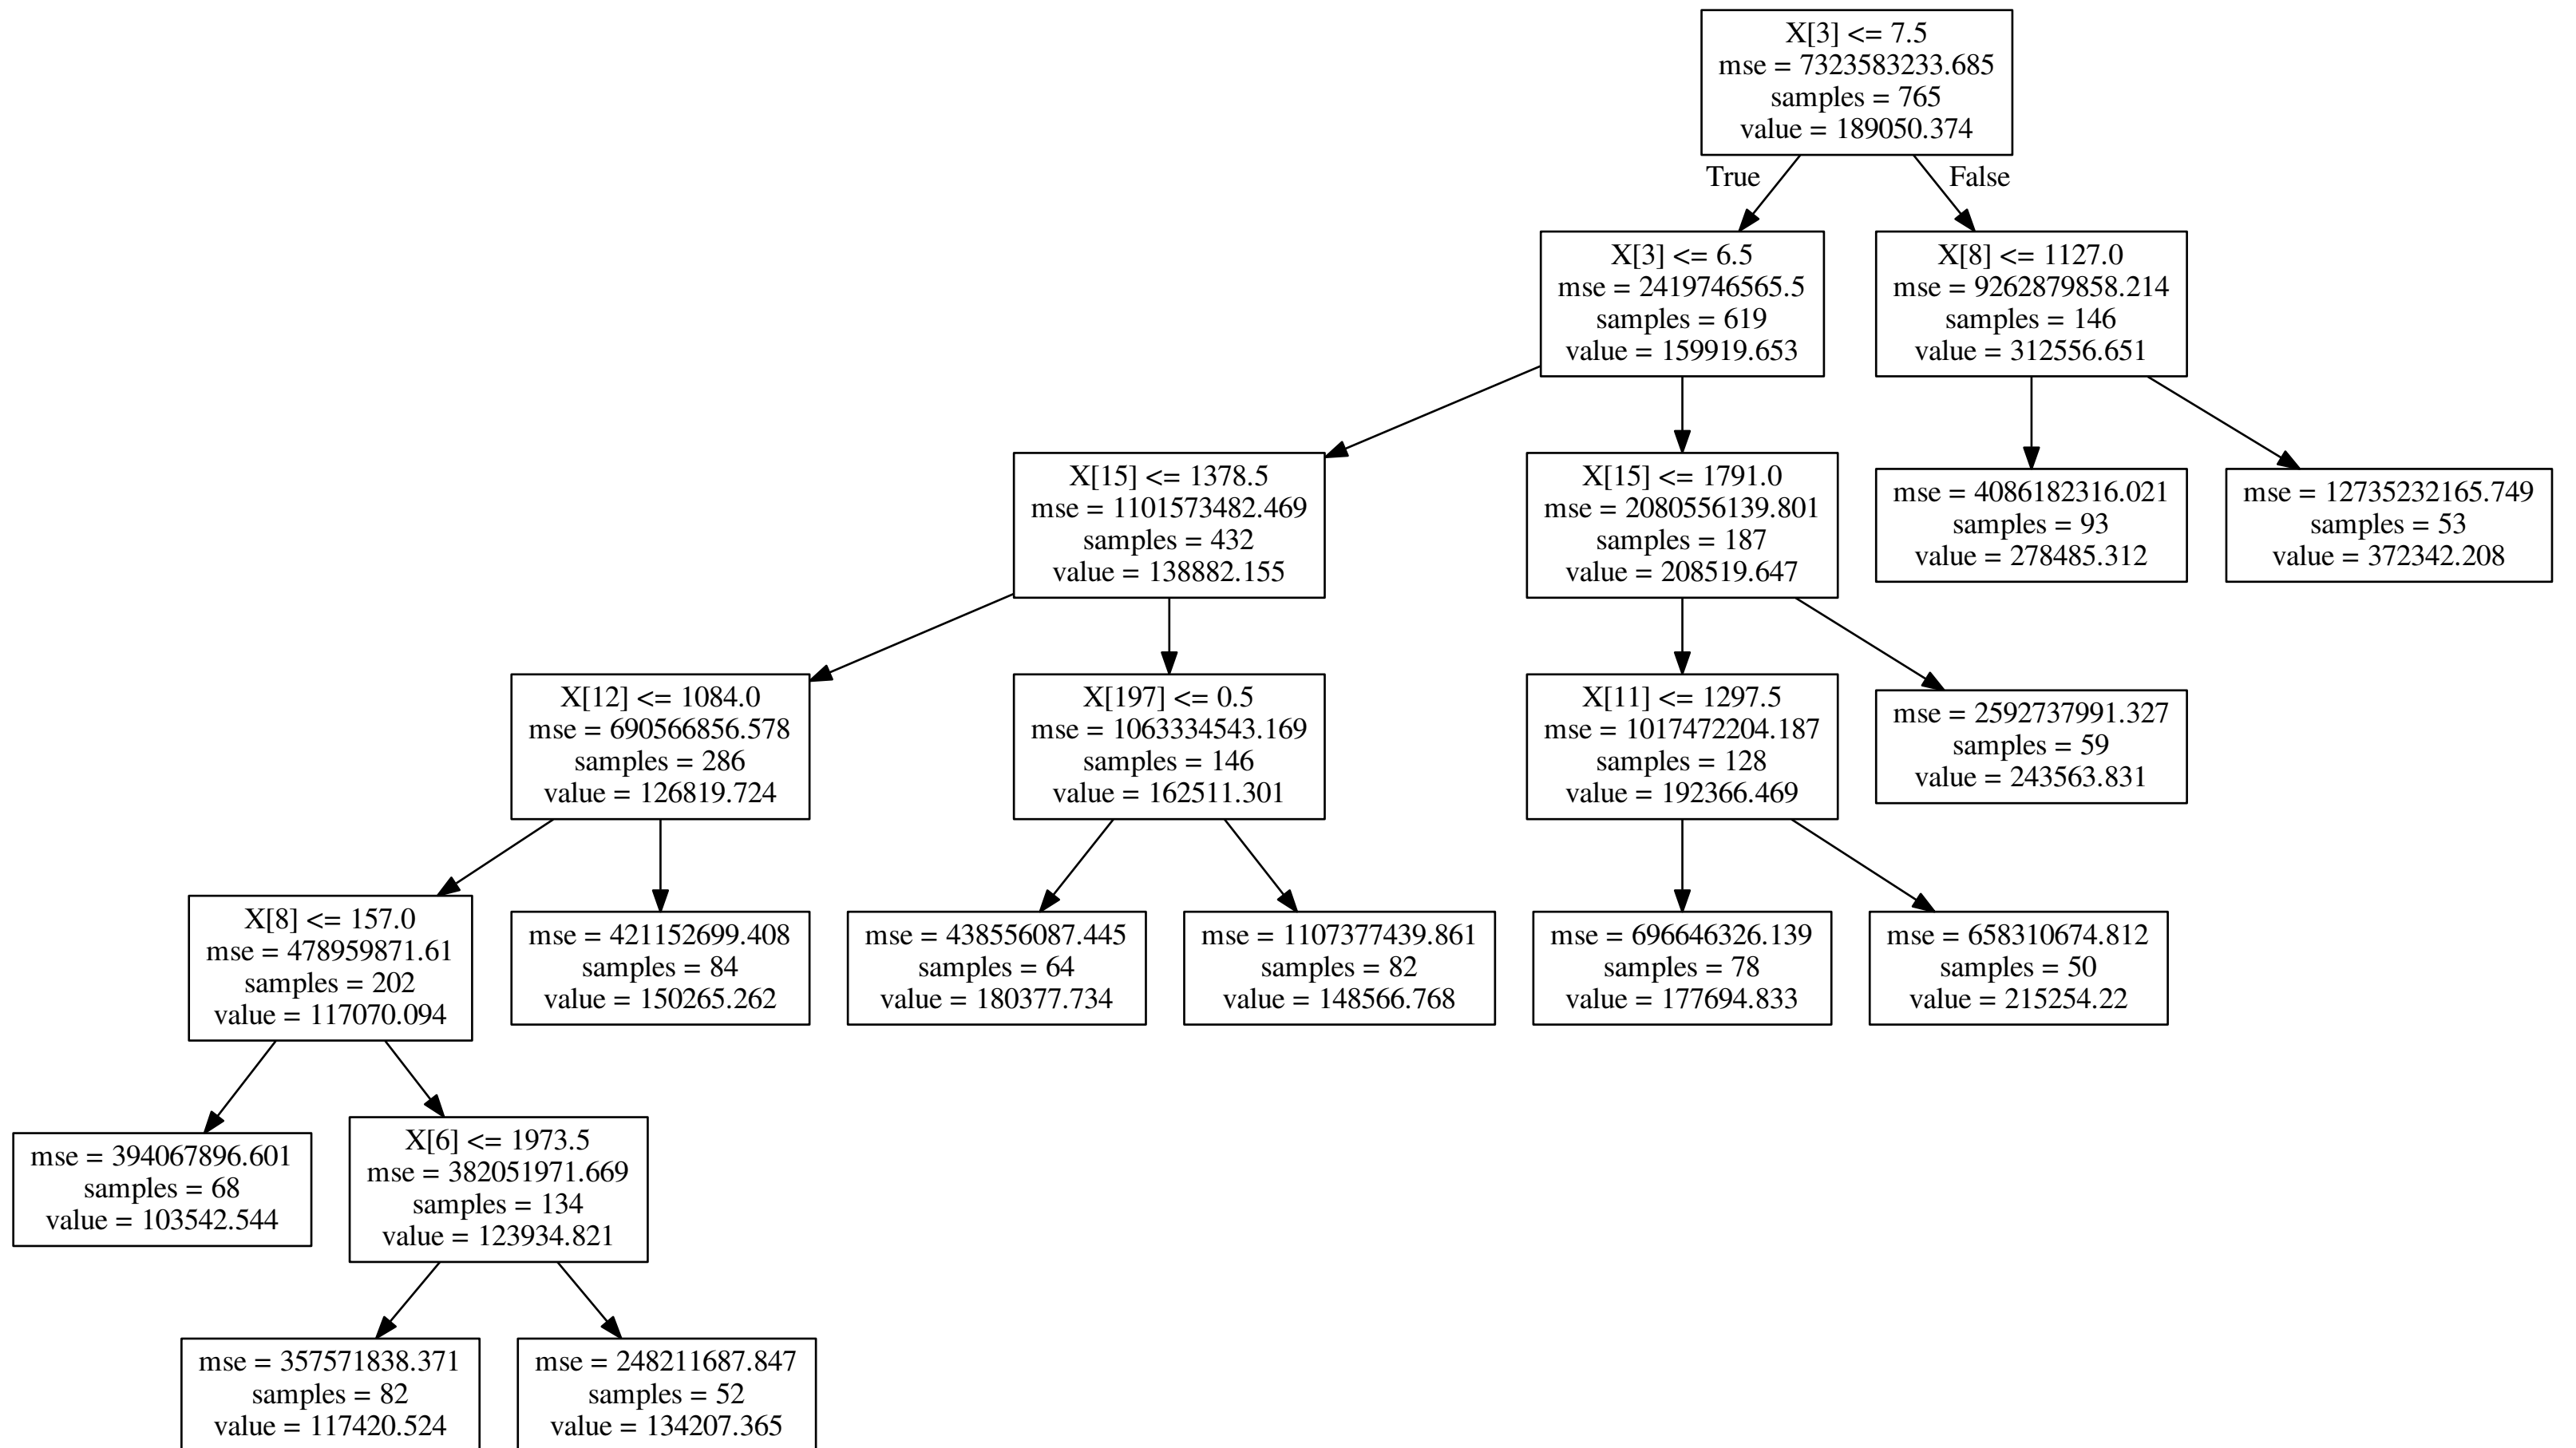 X[3] <= 7.5
mse = 7323583233.685
samples = 765
value = 189050.374
True
False
X[3] <= 6.5
mse = 2419746565.5
samples = 619
value = 159919.653
X[8] <= 1127.0
mse = 9262879858.214
samples = 146
value = 312556.651
X[15] <= 1378.5
mse = 1101573482.469
samples = 432
value = 138882.155
X[15] <= 1791.0
mse = 2080556139.801
samples = 187
value = 208519.647
mse = 4086182316.021
samples = 93
value = 278485.312
mse = 12735232165.749
samples = 53
value = 372342.208
X[12] <= 1084.0
mse = 690566856.578
samples = 286
value = 126819.724
X[197] <= 0.5
mse = 1063334543.169
samples = 146
value = 162511.301
X[11] <= 1297.5
mse = 1017472204.187
samples = 128
value = 192366.469
mse = 2592737991.327
samples = 59
value = 243563.831
X[8] <= 157.0
mse = 478959871.61
samples = 202
value = 117070.094
mse = 421152699.408
samples = 84
value = 150265.262
mse = 438556087.445
samples = 64
value = 180377.734
mse = 1107377439.861
samples = 82
value = 148566.768
mse = 696646326.139
samples = 78
value = 177694.833
mse = 658310674.812
samples = 50
value = 215254.22
mse = 394067896.601
samples = 68
value = 103542.544
X[6] <= 1973.5
mse = 382051971.669
samples = 134
value = 123934.821
mse = 357571838.371
samples = 82
value = 117420.524
mse = 248211687.847
samples = 52
value = 134207.365